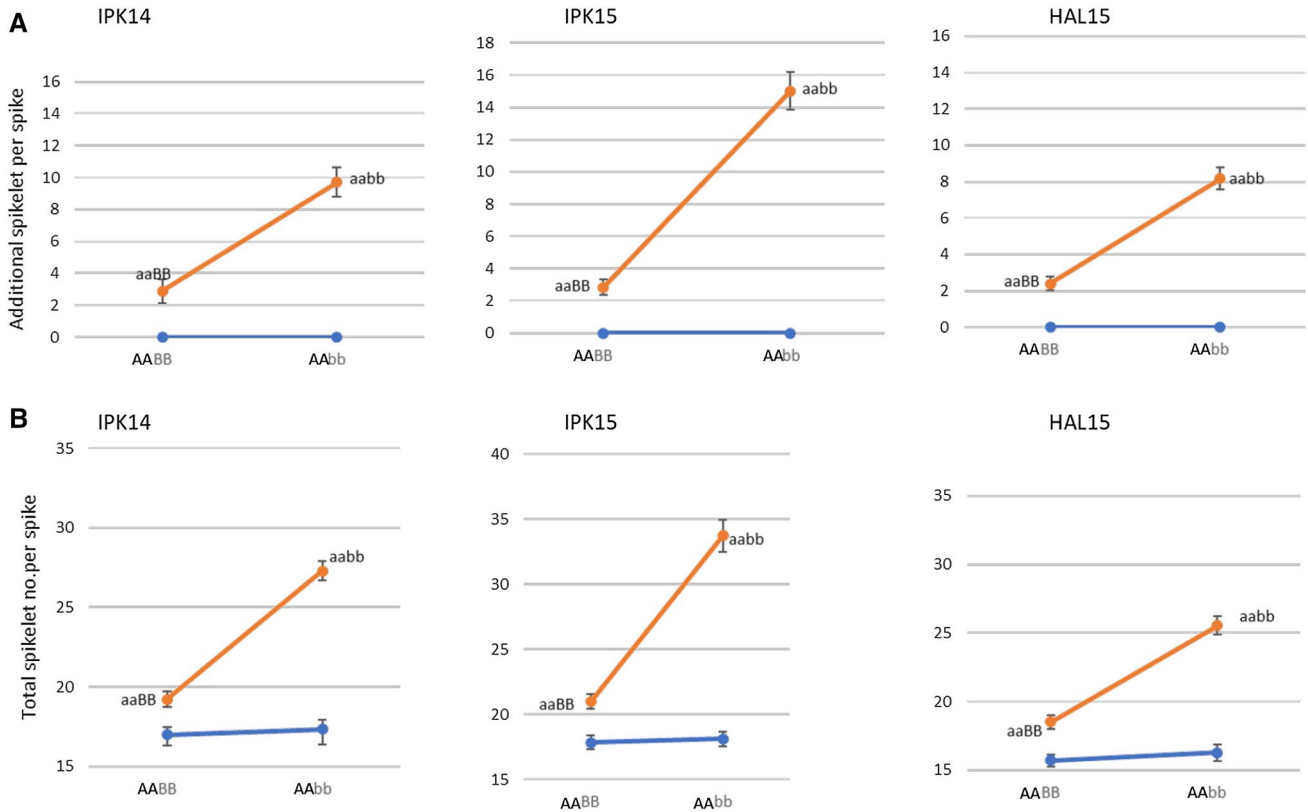 A
IPK14
IPK15
HAL15
Additional spikelet per spike
16
14
12
10
8
6
4
2
0
aaBB
aabb
AABB
AAbb
18
16
14
12
10
8
6
4
2
0
aaBB
aabb
AABB
AAbb
16
14
12
10
8
6
4
2
0
aaBB
aabb
AABB
AAbb
B
IPK14
IPK15
HAL15
Total spikelet no.per spike
35
30
25
20
15
aaBB
aabb
AABB
AAbb
40
35
30
25
20
15
aaBB
aabb
AABB
AAbb
35
30
25
20
15
aaBB
aabb
AABB
AAbb